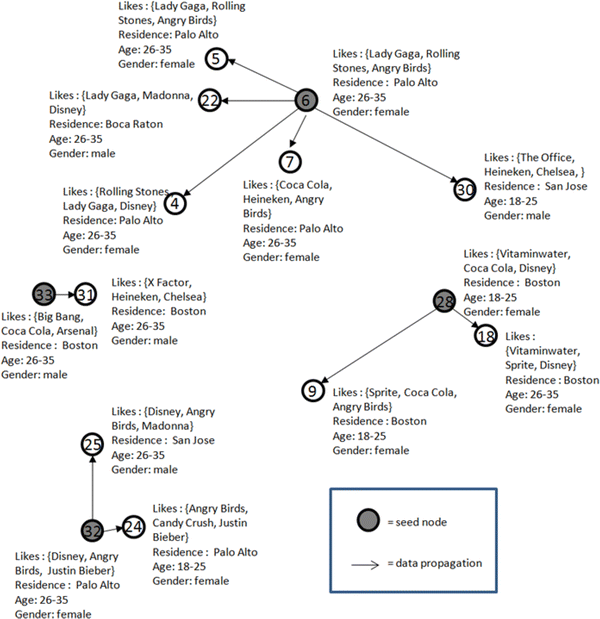 Likes : {Lady Gaga, Rolling
Stones, Angry Birds}
Residence: Palo Alto
Age: 26-35
Gender: female
5
Likes : {Lady Gaga, Rolling
Stones, Angry Birds}
Residence : Palo Alto
Age: 26-35
Gender: female
6
Likes : {Lady Gaga, Madonna,
Disney}
Residence: Boca Raton
Age: 26-35
Gender: male
22
7
Likes : {Coca Cola,
Heineken, Angry
Birds}
Residence: Palo Alto
Age: 26-35
Gender: female
Likes : {The Office,
Heineken, Chelsea, }
Residence : San Jose
Age: 18-25
Gender: male
30
Likes : {Rolling Stones,
Lady Gaga, Disney}
Residence: Palo Alto
Age: 26-35
Gender: female
4
33
31
Likes : {X Factor,
Heineken, Chelsea}
Residence: Boston
Age: 26-35
Gender: male
Likes : {Big Bang,
Coca Cola, Arsenal}
Residence : Boston
Age: 26-35
Gender: male
Likes : {Vitaminwater,
Coca Cola, Disney}
Residence : Boston
Age: 18-25
Gender: female
28
18
Likes :
{Vitaminwater,
Sprite, Disney}
Residence: Boston
Age: 26-35
Gender: female
9
Likes : {Sprite, Coca Cola,
Angry Birds}
Residence : Boston
Age: 18-25
Gender: female
Likes : {Disney, Angry
Birds, Madonna}
Residence : San Jose
Age: 26-35
Gender: male
25
32
24
Likes : {Angry Birds,
Candy Crush, Justin
Bieber}
Residence : Palo Alto
Age: 18-25
Gender: female
Likes : {Disney, Angry
Birds, Justin Bieber}
Residence : Palo Alto
Age: 26-35
Gender: female
= seed node
= data propagation